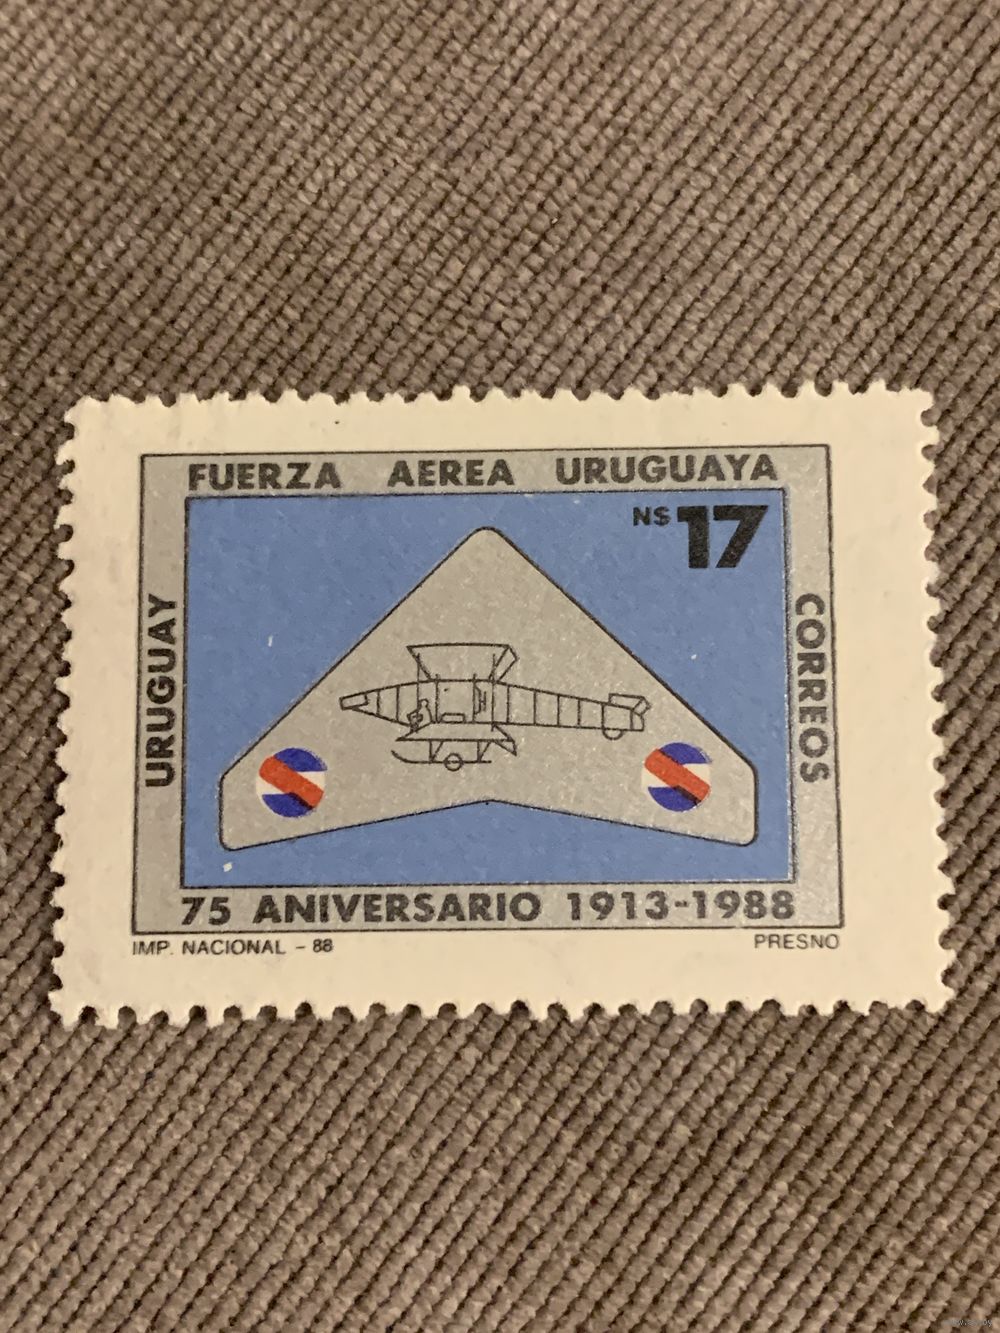 FUERZA AEREA URUGUAYA
N$ 17
URUGUAY
CORREOS
75 ANIVERSARIO 1913-1988
IMP. NACIONAL - 88
PRESNO